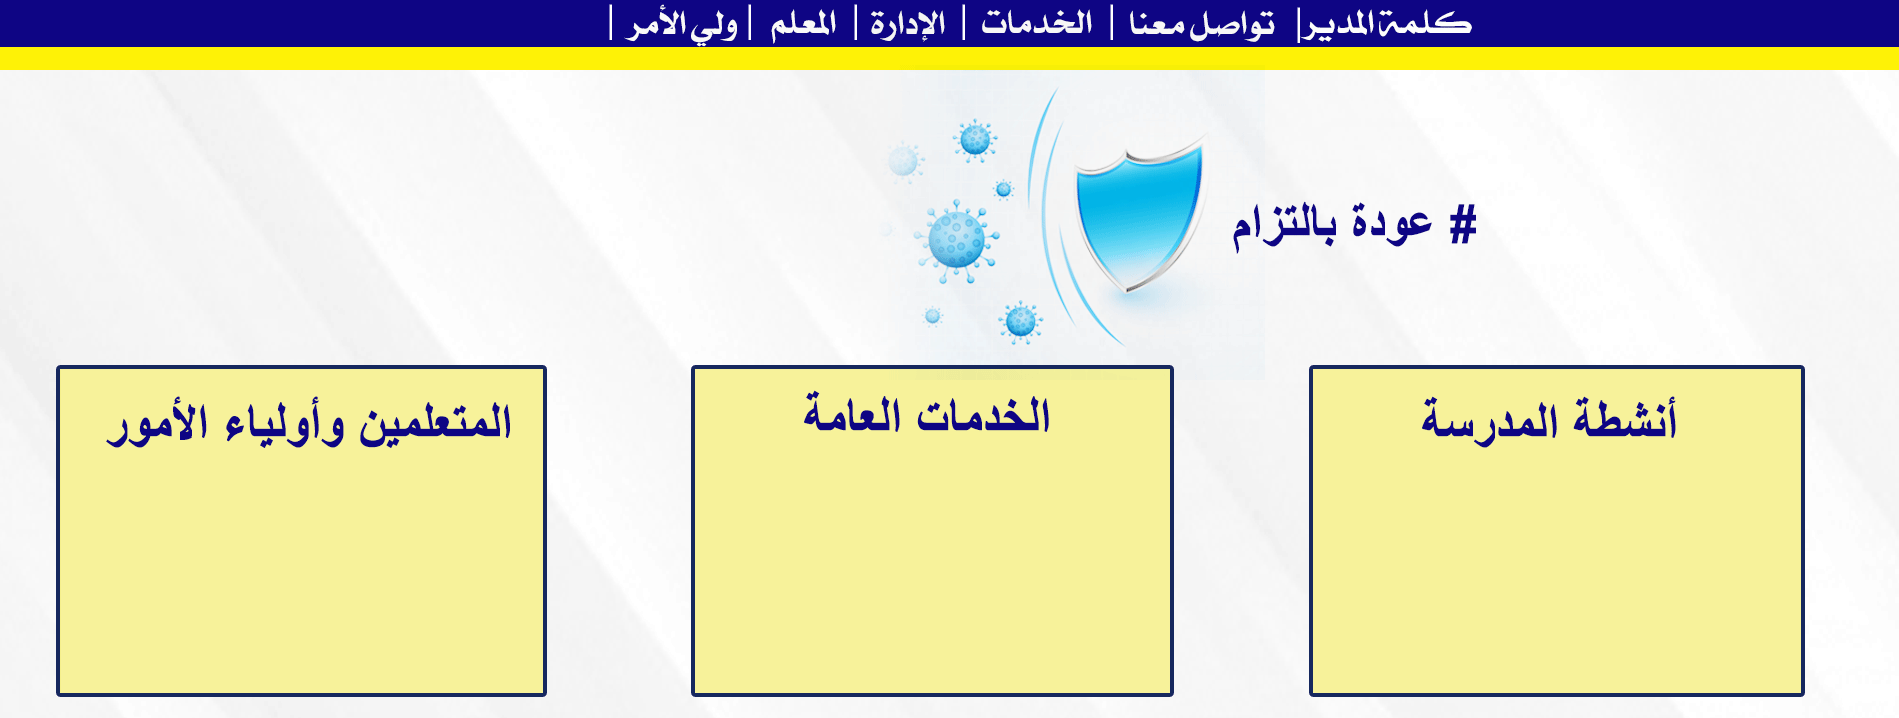 كلمة المدير| تواصل معنا | الخدمات | الإدارة | المعلم | ولي الأمر |
# عودة بالتزام
أنشطة المدرسة
الخدمات العامة
المتعلمين وأولياء الأمور